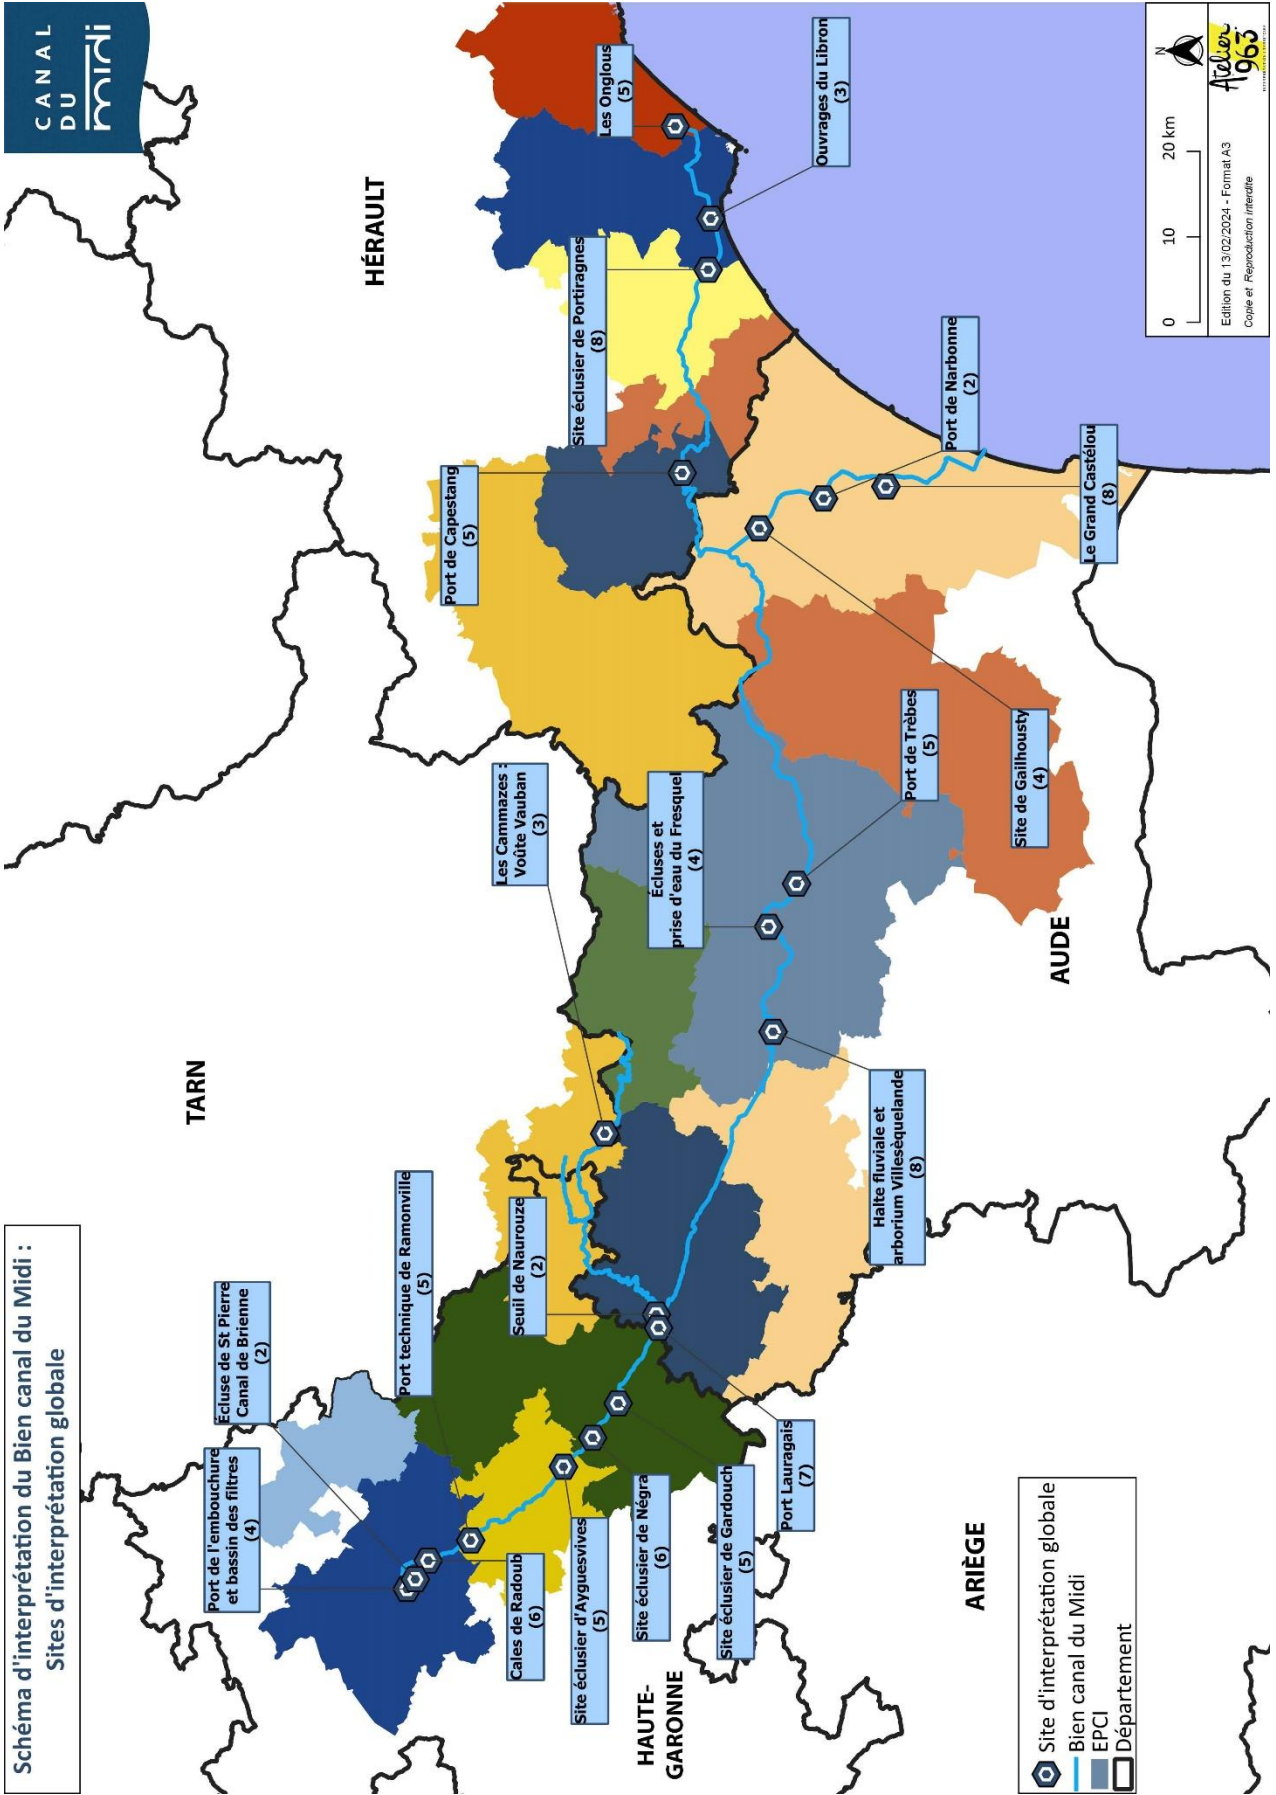 Schéma d'interprétation du Bien canal du Midi :
Sites d'interprétation globale
CANAL
DU
midi
Port de l'embouchure
et bassin des filtres
(4)
Écluse de St Pierre
Canal de Brienne
(2)
Port technique de Ramonville
(5)
Seuil de Naurouze
(2)
Les Cammazes :
Voûte Vauban
(3)
Port de Capestang
(5)
Site éclusier de Portiragnes
(8)
Les Onglous
(5)
Ouvrages du Libron
(3)
Écluses et
prise d'eau du Fresquel
(4)
Port de Trèbes
(5)
Port de Narbonne
(2)
Le Grand Castélou
(8)
Site de Gailhousty
(4)
Halte fluviale et
arborium Villesèquelande
(8)
Port Lauragais
(7)
Site éclusier de Gardouch
(5)
Site éclusier de Négra
(6)
Site éclusier d'Ayguesvives
(5)
Cales de Radoub
(6)
TARN
HÉRAULT
AUDE
ARIÈGE
HAUTE-
GARONNE
Site d'interprétation globale
Bien canal du Midi
EPCI
Département
0 10 20 km
N
Edition du 13/02/2024 - Format A3
Copie et Reproduction interdite
Atelier
963